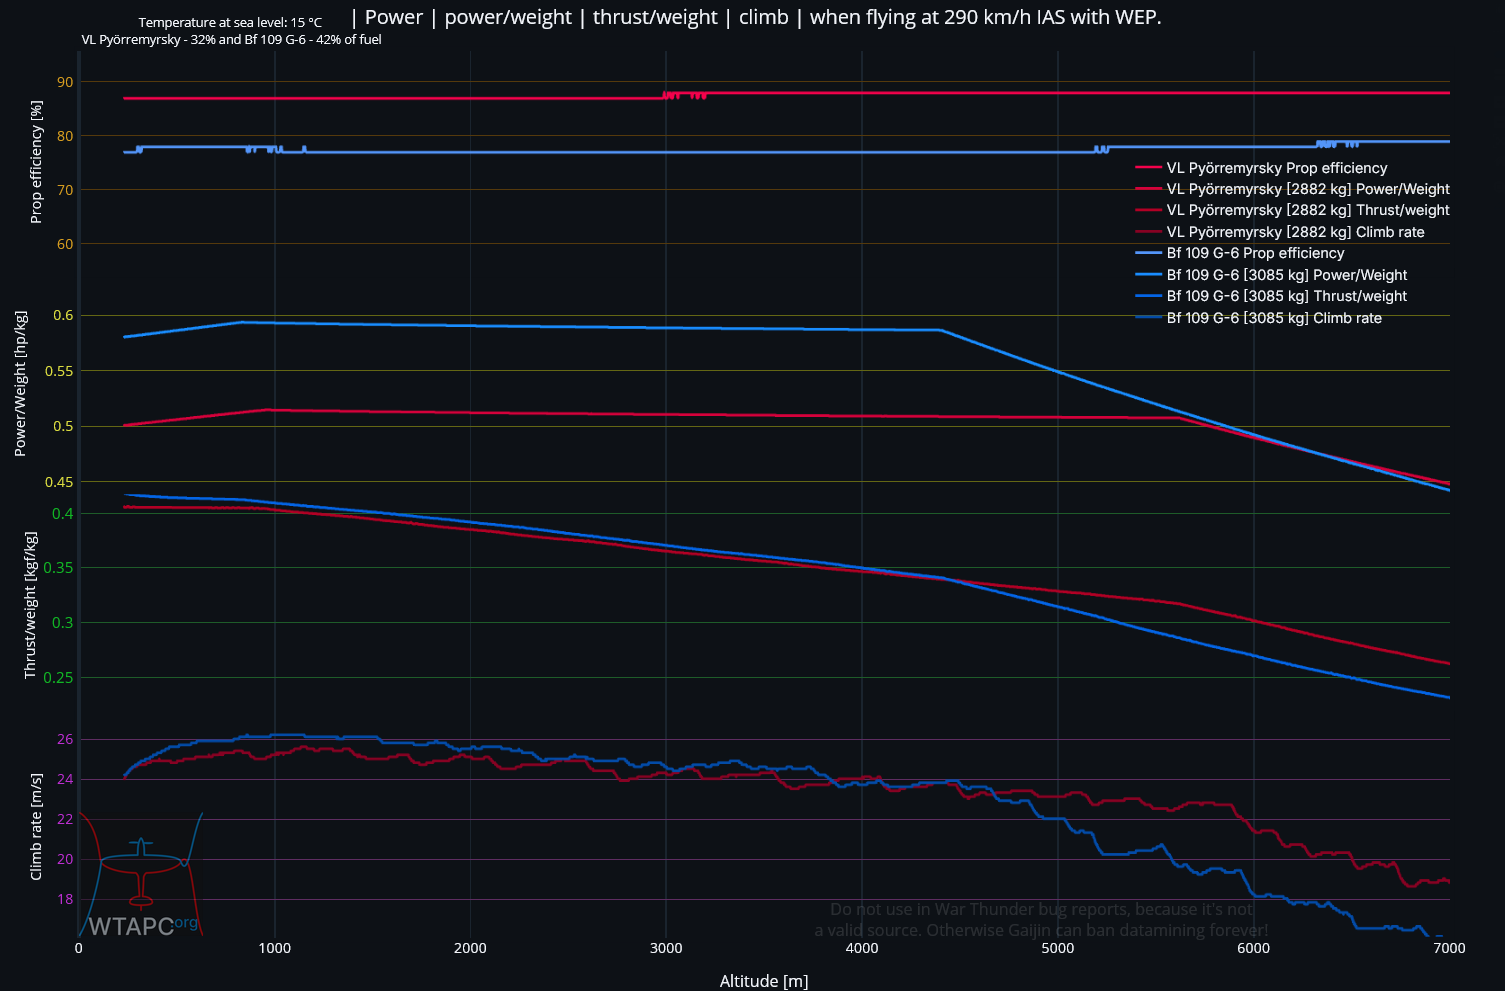 Temperature at sea level: 15 °C
| Power | power/weight | thrust/weight | climb | when flying at 290 km/h IAS with WEP.
VL Pyörremyrsky - 32% and Bf 109 G-6 - 42% of fuel
Prop efficiency [%]
90
80
70
60
VL Pyörremyrsky Prop efficiency
VL Pyörremyrsky [2882 kg] Power/Weight
VL Pyörremyrsky [2882 kg] Thrust/weight
VL Pyörremyrsky [2882 kg] Climb rate
Bf 109 G-6 Prop efficiency
Bf 109 G-6 [3085 kg] Power/Weight
Bf 109 G-6 [3085 kg] Thrust/weight
Bf 109 G-6 [3085 kg] Climb rate
Power/Weight [hp/kg]
0.6
0.55
0.5
0.45
Thrust/weight [kgf/kg]
0.4
0.35
0.3
0.25
Climb rate [m/s]
26
24
22
20
18
WTAPC.org
Do not use in War Thunder bug reports, because it's not
a valid source. Otherwise Gaijin can ban datamining forever!
0 1000 2000 3000 4000 5000 6000 7000
Altitude [m]